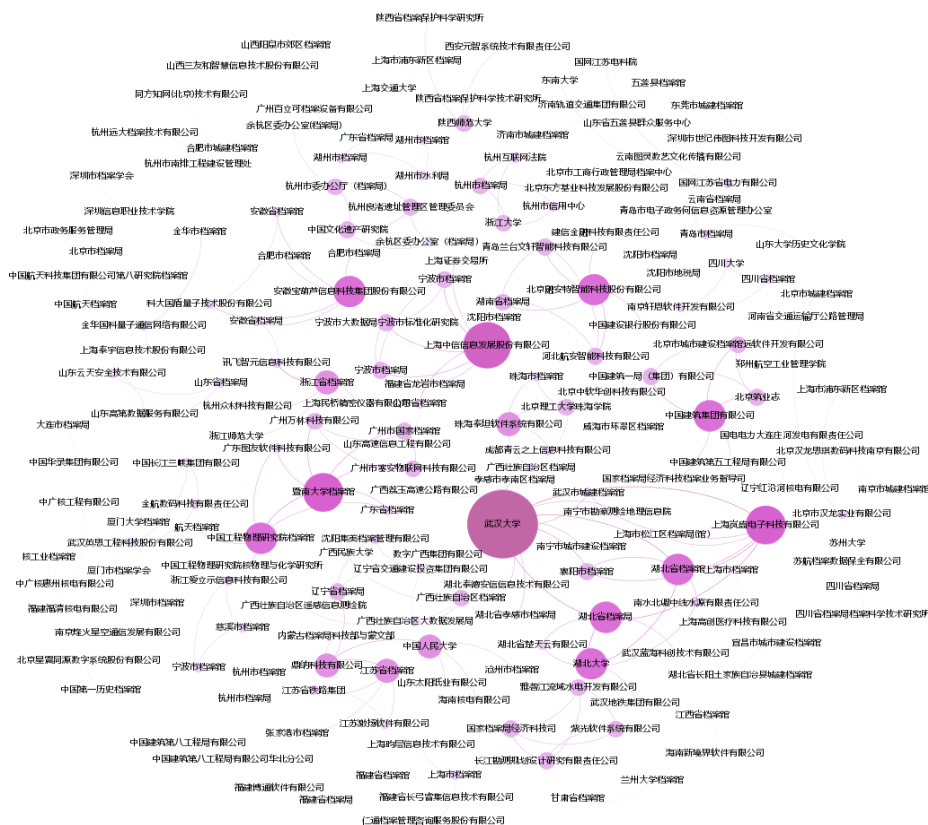 陕西省档案保护科学研究所
山西阳泉市郊区档案馆
西安元智系统技术有限责任公司
上海市浦东新区档案局
国网江苏电科院
山西三友和智慧信息技术股份有限公司
上海交通大学
东南大学
五莲县档案馆
阿方知网(北京)技术有限公司
陕西省档案保护科学技术研究所
济南轨道交通集团有限公司
东莞市城建档案馆
广州百立可档案设备有限公司
余杭区委办公室(档案局)
陕西师范大学
山东省五莲县群众服务中心
杭州远大档案技术有限公司
广东省档案局
湖州市档案馆
济南市城建档案馆
深圳市世纪伟图科技开发有限公司
合肥市城建档案馆
湖州市档案局
杭州互联网法院
云南图灵数艺文化传播有限公司
杭州市南排工程建设管理处
湖州市水利局
北京市工商行政管理局档案中心
深圳市档案学会
杭州市委办公厅（档案局）
杭州市档案局
北京东方基业科技发展股份有限公司
国网江苏省电力有限公司
云南省档案局
深圳信息职业技术学院
安徽省档案馆
杭州良渚遗址管理区管理委员会
杭州市信用中心
青岛市电子政务何信息资源管理办公室
北京市政务服务管理局
金华市档案馆
中国文化遗产研究院
浙江大学
建信金融科技有限责任公司
青岛市档案局
余杭区委办公室（档案局）
青岛兰台文轩智能科技有限公司
山东大学历史文化学院
北京市档案局
合肥市档案馆
合肥市档案局
上海证券交易所
沈阳市档案局
四川大学
中国航天科技集团有限公司第八研究院档案馆
宁波市档案馆
沈阳市地税局
四川省档案馆
安徽宝葫芦信息科技集团股份有限公司
北京融安特智能科技股份有限公司
北京市城建档案馆
中国航天档案馆
科大国盾量子技术股份有限公司
湖南省档案局
南京轩恩软件开发有限公司
沈阳市档案馆
河南省交通运输厅公路管理局
金华国科量子通信网络有限公司
安徽省档案局
宁波市大数据局
宁波市标准化研究院
中国建设银行股份有限公司
上海中信信息发展股份有限公司
上海泰宇信息技术股份有限公司
讯飞智元信息科技有限公司
河北航安智能科技有限公司
郑州航空工业管理学院
山东云天安全技术有限公司
宁波市档案局
珠海市档案馆
中国建筑一局（集团）有限公司
山东省档案局
浙江省档案馆
福建省龙岩市档案局
北京中软华创科技有限公司
上海市浦东新区档案馆
杭州众材科技有限公司
北京筑业志
北京理工大学珠海学院
山东高第数据服务有限公司
广州万林科技有限公司
中国建筑集团有限公司
大连市档案局
广州市国家档案馆
珠海泰坦软件系统有限公司
威海市环翠区档案馆
浙江师范大学
国电电力大连庄河发电有限责任公司
山东高速信息工程有限公司
广东图友软件科技有限公司
成都青云之上信息科技有限公司
北京汉龙思琪数码科技南京有限公司
中国华录集团有限公司
中国长江三峡集团有限公司
广州市塞安物联网科技有限公司
广西壮族自治区档案局
中国建筑第五工程局有限公司
孝感市孝南区档案局
国家档案局经济科技档案业务指导司
暨南大学档案馆
广西荔玉高速公路有限公司
武汉市城建档案馆
辽宁红沿河核电有限公司
南京市城建档案馆
中广核工程有限公司
金航数码科技有限责任公司
广东省档案馆
南宁市勘察测绘地理信息院
北京市汉龙实业有限公司
厦门大学档案馆
航天档案馆
武汉大学
上海岚盛电子科技有限公司
武汉英思工程科技股份有限公司
中国工程物理研究院档案馆
沈阳集美档案管理有限公司
上海市松江区档案局(馆)
苏州大学
广西民族大学
数字广西集团有限公司
南宁市城市建设档案馆
核工业档案馆
中国工程物理研究院核物理与化学研究所
苏航档案数据保全有限公司
厦门市档案学会
辽宁省交通建设投资集团有限公司
襄阳市档案馆
湖北省档案馆
上海市档案馆
中广核惠州核电有限公司
浙江爱立示信息科技有限公司
湖北泰德安信信息技术有限公司
四川省档案局
辽宁省档案局
广西壮族自治区档案馆
深圳市档案馆
广西壮族自治区遥感信息测绘院
南水北调中线水源有限责任公司
福建福清核电有限公司
湖北省孝感市档案局
湖北省档案局
四川省档案局档案科学技术研究所
慈溪市档案馆
广西壮族自治区大数据发展局
上海高创医疗科技有限公司
南京烽火星空通信发展有限公司
内蒙古档案局科技部与蒙文部
中国人民大学
湖北省楚天云有限公司
宜昌市城市建设档案馆
北京星震同源数字系统股份有限公司
宁波市档案馆
鼎纳科技有限公司
湖北大学
武汉蓝海科创技术有限公司
杭州市档案馆
江苏省档案馆
沧州市档案馆
湖北省长阳土家族自治县城建档案馆
中国第一历史档案馆
江苏省铁路集团
山东太阳纸业有限公司
雅砻江流域水电开发有限公司
杭州市档案局
海南核电有限公司
武汉地铁集团有限公司
江西省档案馆
张家港市档案局
国家档案局经济科技司
紫光软件系统有限公司
中国建筑第八工程局有限公司
上海昀层信息技术有限公司
海南新境界软件有限公司
中国建筑第八工程局有限公司华北分公司
长江勘测规划设计研究有限责任公司
福建省档案馆
上海市档案馆
兰州大学档案馆
福建博通软件有限公司
福建省档案局
福建省长弓睿集信息技术有限公司
甘肃省档案馆
仁通档案管理咨询服务股份有限公司